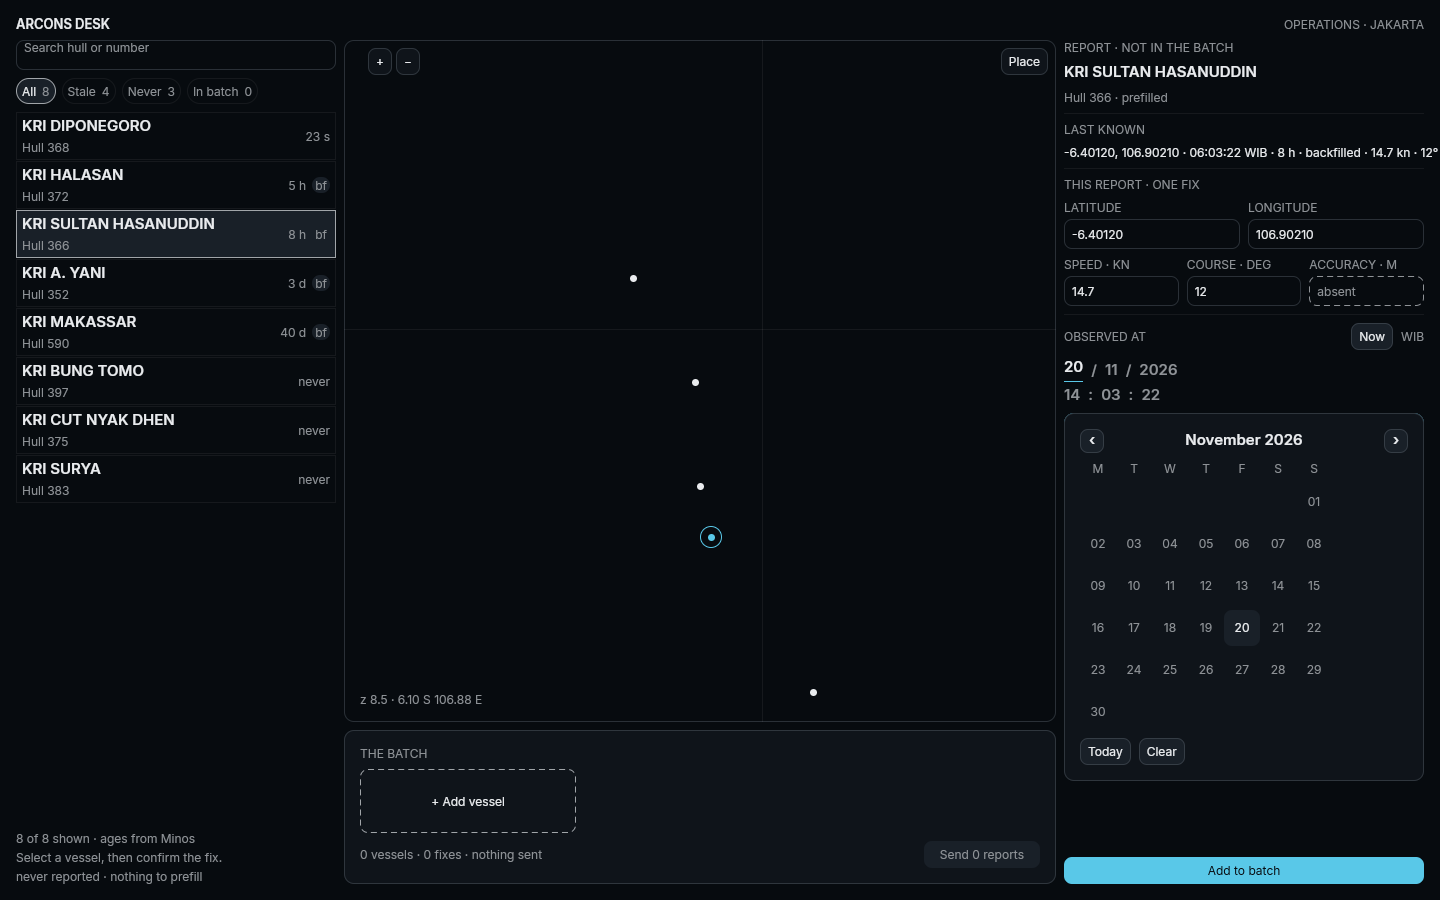 ARCONS DESK
OPERATIONS · JAKARTA
Search hull or number
All 8
Stale 4
Never 3
In batch 0
KRI DIPONEGORO
Hull 368
23 s
KRI HALASAN
Hull 372
5 h bf
KRI SULTAN HASANUDDIN
Hull 366
8 h bf
KRI A. YANI
Hull 352
3 d bf
KRI MAKASSAR
Hull 590
40 d bf
KRI BUNG TOMO
Hull 397
never
KRI CUT NYAK DHEN
Hull 375
never
KRI SURYA
Hull 383
never
8 of 8 shown · ages from Minos
Select a vessel, then confirm the fix.
never reported · nothing to prefill
+ −
Place
z 8.5 · 6.10 S 106.88 E
THE BATCH
+ Add vessel
0 vessels · 0 fixes · nothing sent
Send 0 reports
REPORT · NOT IN THE BATCH
KRI SULTAN HASANUDDIN
Hull 366 · prefilled
LAST KNOWN
-6.40120, 106.90210 · 06:03:22 WIB · 8 h · backfilled · 14.7 kn · 12°
THIS REPORT · ONE FIX
LATITUDE LONGITUDE
-6.40120 106.90210
SPEED · KN COURSE · DEG ACCURACY · M
14.7 12 absent
OBSERVED AT Now WIB
20 / 11 / 2026
14 : 03 : 22
‹ November 2026 ›
M T W T F S S
01
02 03 04 05 06 07 08
09 10 11 12 13 14 15
16 17 18 19 20 21 22
23 24 25 26 27 28 29
30
Today Clear
Add to batch